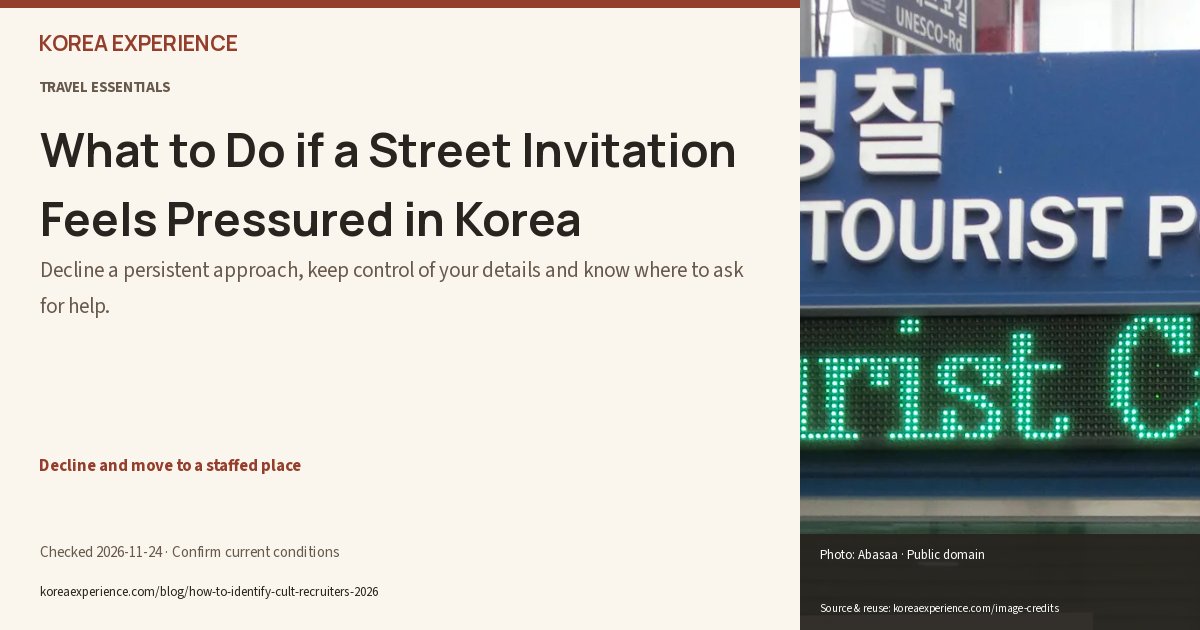 KOREA EXPERIENCE
TRAVEL ESSENTIALS
What to Do if a Street Invitation
Feels Pressured in Korea
Decline a persistent approach, keep control of your details and know where to ask
for help.
Decline and move to a staffed place
Checked 2026-11-24 · Confirm current conditions
koreaexperience.com/blog/how-to-identify-cult-recruiters-2026
UNESCO-Rd
찰
TOURIST
rist
Photo: Abasaa · Public domain
Source & reuse: koreaexperience.com/image-credits